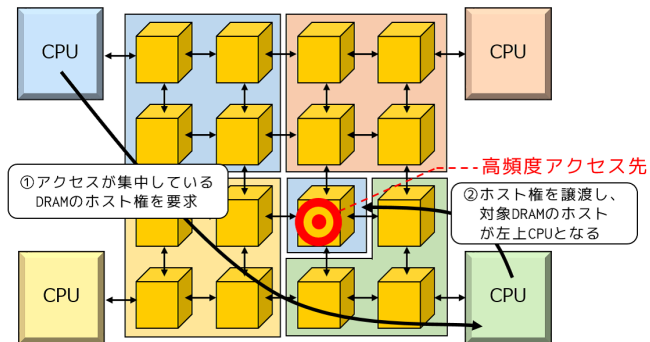 CPU
CPU
高頻度アクセス先
①アクセスが集中している
DRAMのホスト権を要求
②ホスト権を譲渡し、
対象DRAMのホスト
が左上CPUとなる
CPU
CPU